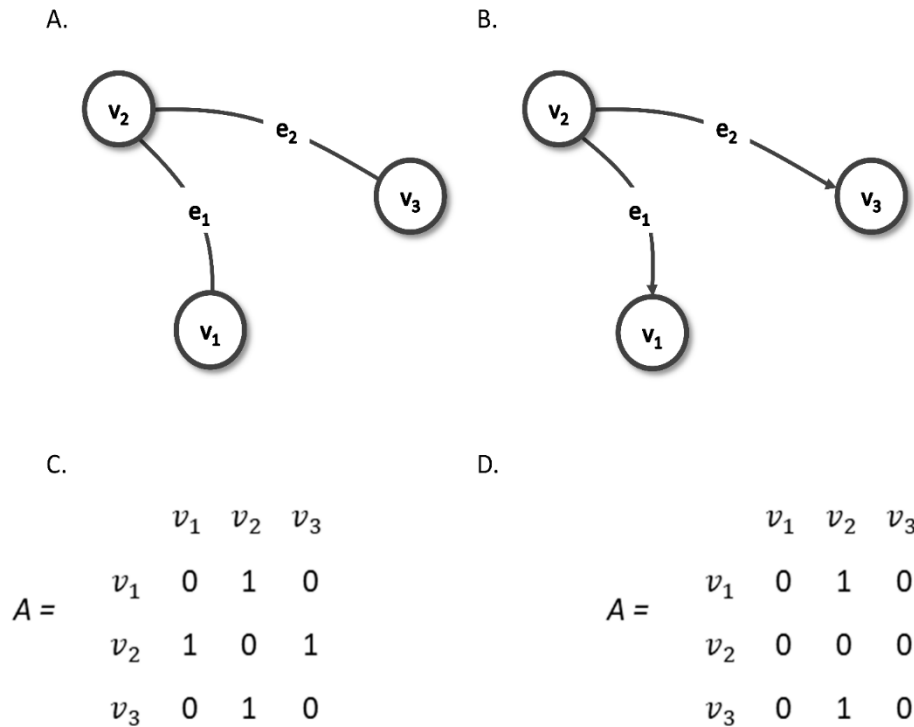 A.
B.
v₂
e₂
v₃
e₁
v₁
v₂
e₂
v₃
e₁
v₁
C.
D.
v₁ v₂ v₃
A = v₁ 0 1 0
v₂ 1 0 1
v₃ 0 1 0
v₁ v₂ v₃
A = v₁ 0 1 0
v₂ 0 0 0
v₃ 0 1 0